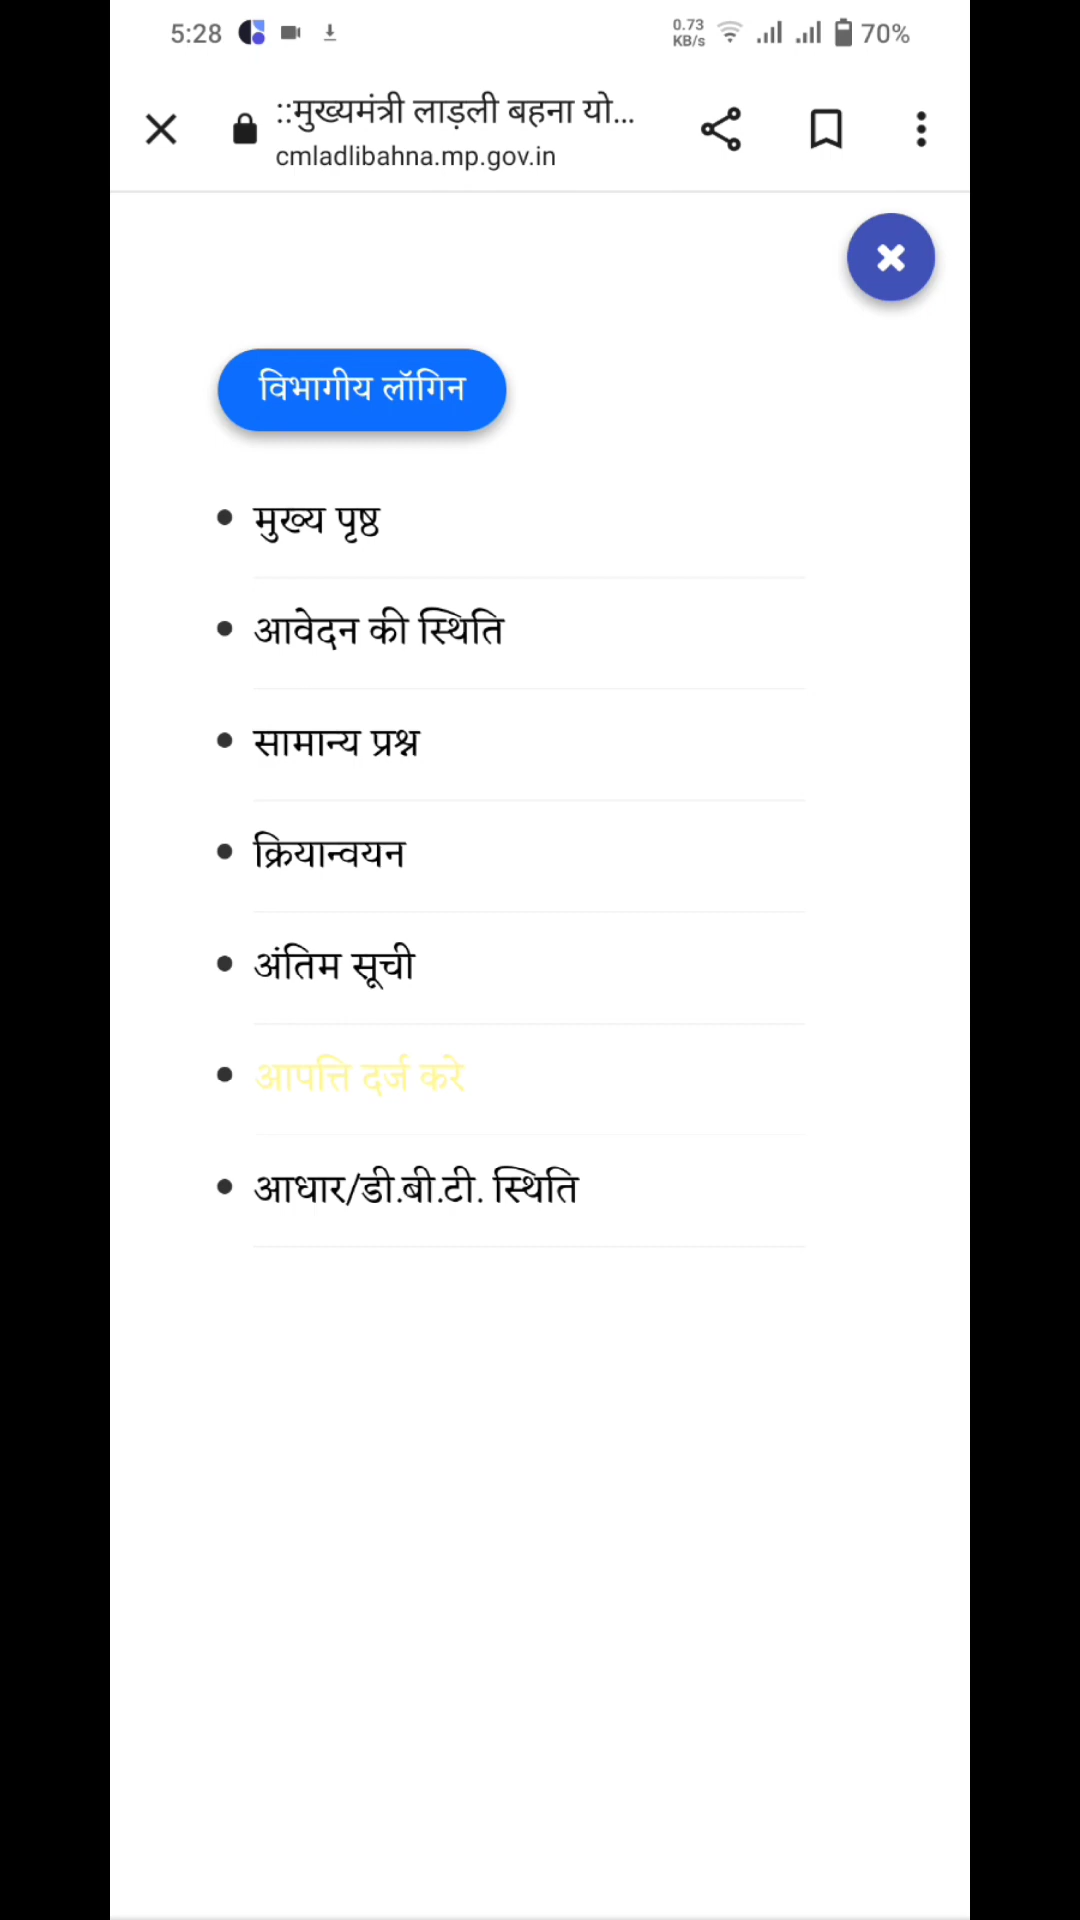 5:28
0.73 KB/s
70%
::मुख्यमंत्री लाड़ली बहना यो...
cmladlibahna.mp.gov.in
विभागीय लॉगिन
मुख्य पृष्ठ
आवेदन की स्थिति
सामान्य प्रश्न
क्रियान्वयन
अंतिम सूची
आपत्ति दर्ज करे
आधार/डी.बी.टी. स्थिति